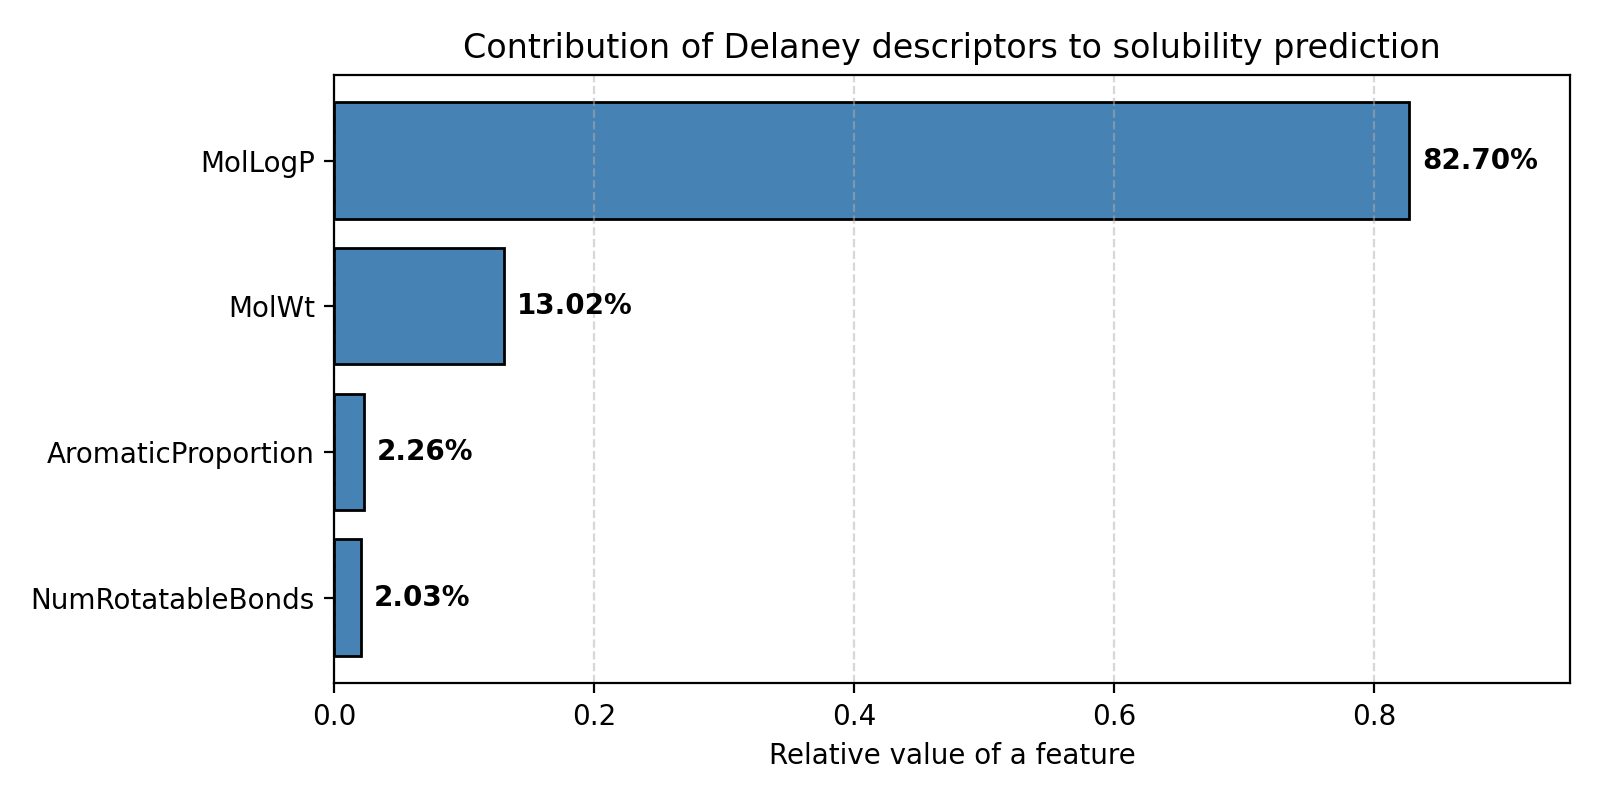 Contribution of Delaney descriptors to solubility prediction
MolLogP
82.70%
MolWt
13.02%
AromaticProportion
2.26%
NumRotatableBonds
2.03%
0.0 0.2 0.4 0.6 0.8
Relative value of a feature